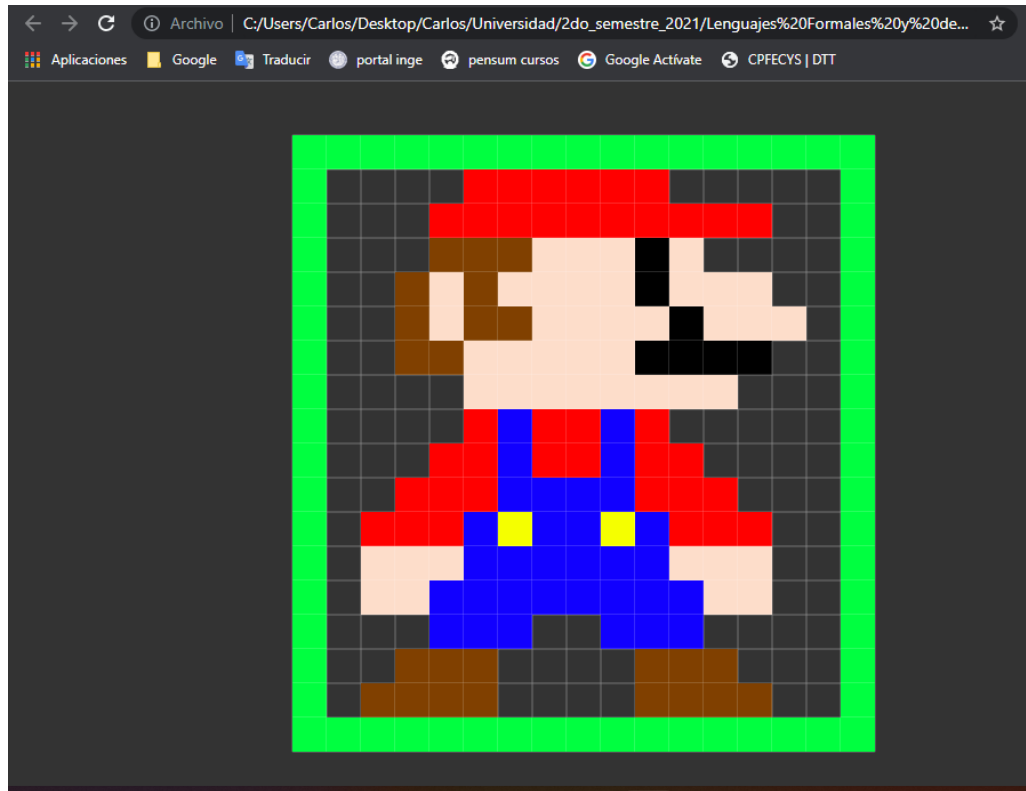 Archivo | C:/Users/Carlos/Desktop/Carlos/Universidad/2do_semestre_2021/Lenguajes%20Formales%20y%20de...
Aplicaciones Google Traducir portal inge pensum cursos Google Actívate CPFECYS | DTT